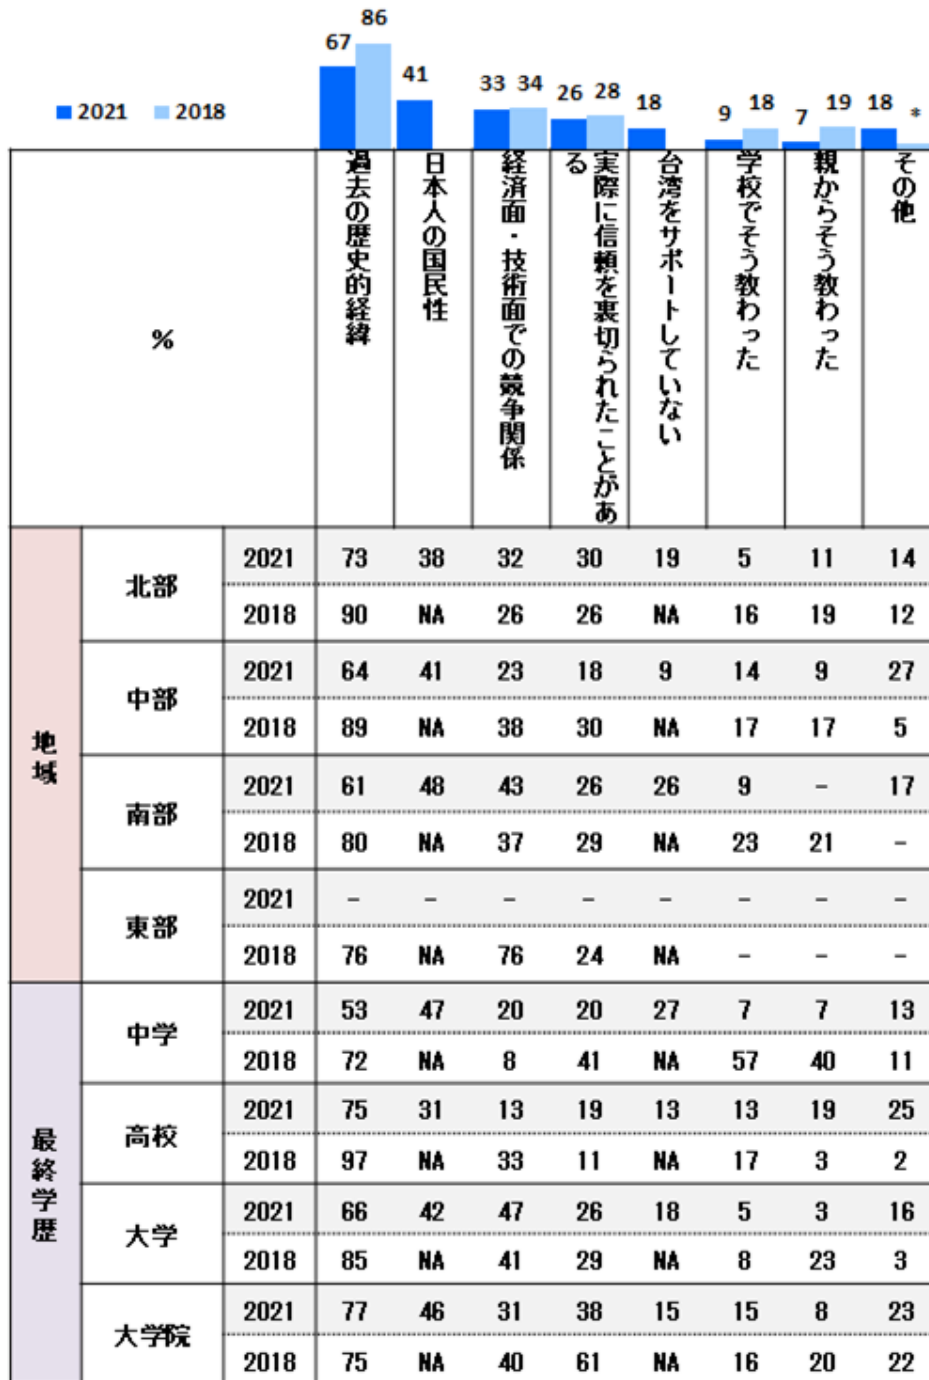 67 86 41 33 34 26 28 18 9 18 7 19 18 *
2021 2018
%
過去の歴史的経緯
日本人の国民性
経済面・技術面での競争関係
実際に信頼を裏切られたことがあ
る
台湾をサポートしていない
学校でそう教わった
親からそう教わった
その他
地域
北部
2021 73 38 32 30 19 5 11 14
2018 90 NA 26 26 NA 16 19 12
中部
2021 64 41 23 18 9 14 9 27
2018 89 NA 38 30 NA 17 17 5
南部
2021 61 48 43 26 26 9 - 17
2018 80 NA 37 29 NA 23 21 -
東部
2021 - - - - - - - -
2018 76 NA 76 24 NA - - -
最終学歴
中学
2021 53 47 20 20 27 7 7 13
2018 72 NA 8 41 NA 57 40 11
高校
2021 75 31 13 19 13 13 19 25
2018 97 NA 33 11 NA 17 3 2
大学
2021 66 42 47 26 18 5 3 16
2018 85 NA 41 29 NA 8 23 3
大学院
2021 77 46 31 38 15 15 8 23
2018 75 NA 40 61 NA 16 20 22